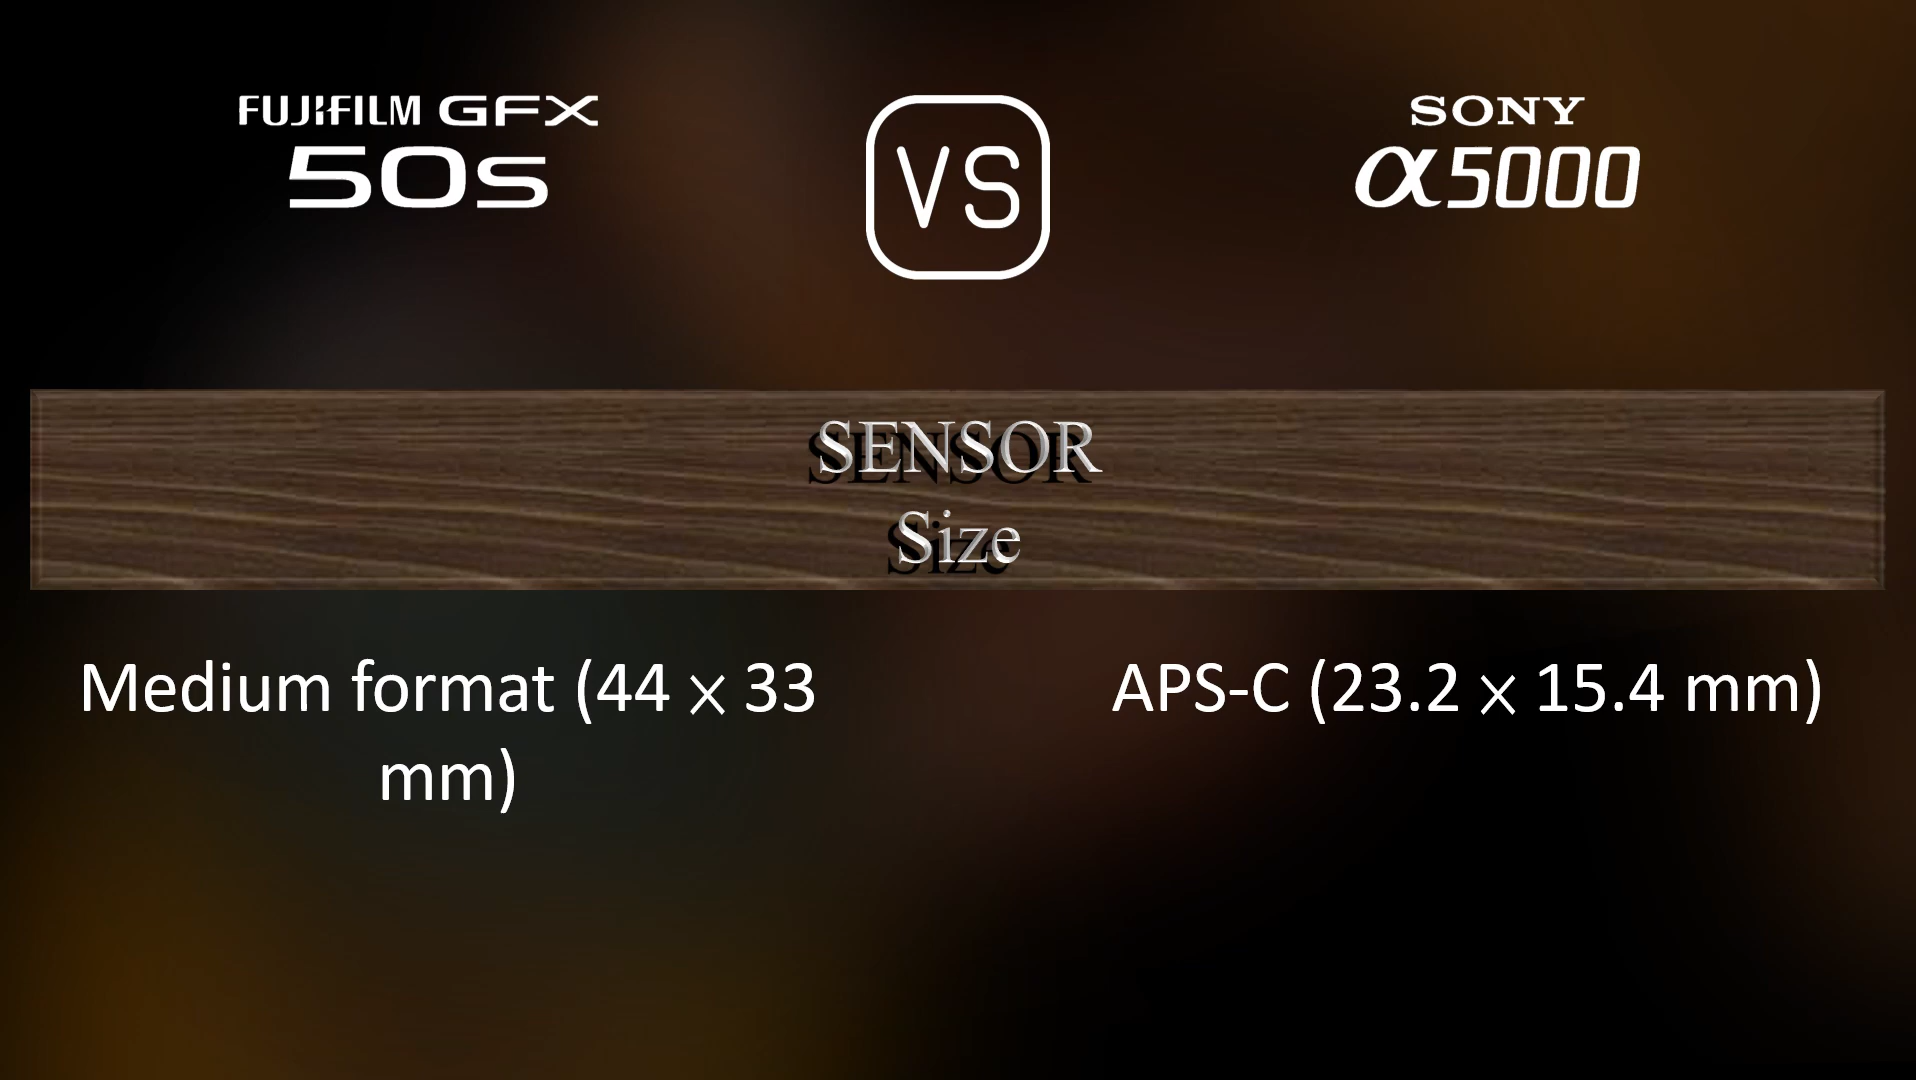 FUJIFILM GFX
50S
VS
SONY
α5000
SENSOR
Size
Medium format (44 x 33
mm)
APS-C (23.2 x 15.4 mm)